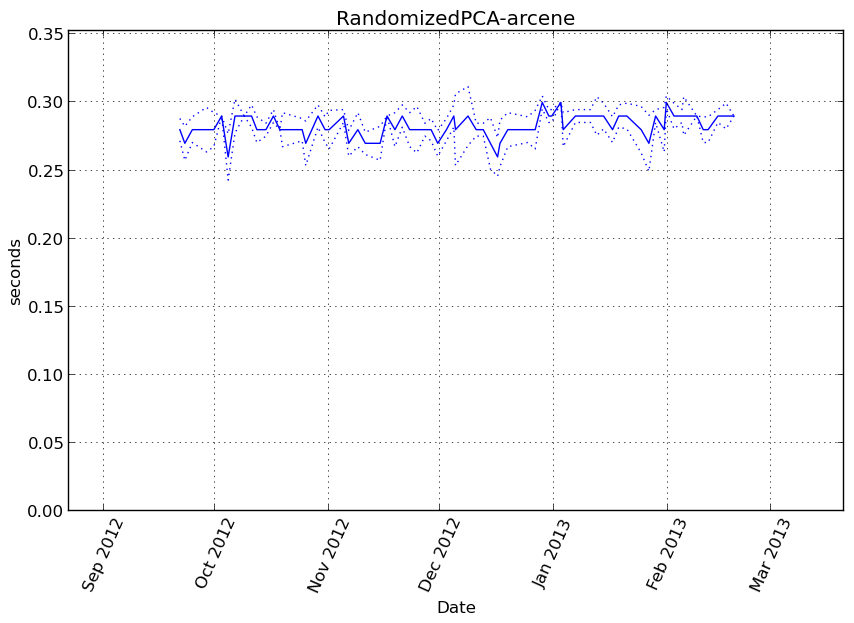 RandomizedPCA-arcene
0.35
0.30
0.25
0.20
0.15
0.10
0.05
0.00
seconds
Sep 2012
Oct 2012
Nov 2012
Dec 2012
Jan 2013
Feb 2013
Mar 2013
Date